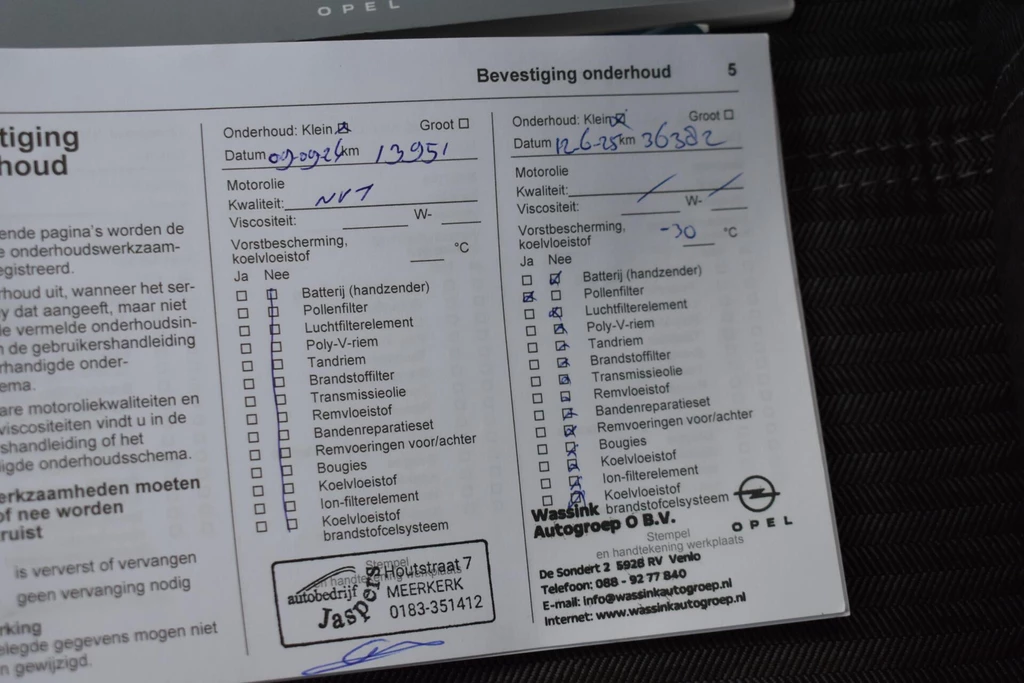 OPEL
Bevestiging onderhoud 5
tiging
houd
ende pagina's worden de
e onderhoudswerkzaam-
egistreerd.
rhoud uit, wanneer het ser-
y dat aangeeft, maar niet
le vermelde onderhoudsin-
n de gebruikershandleiding
rhandigde onder-
ema.
are motoroliekwaliteiten en
viscositeiten vindt u in de
shandleiding of het
igde onderhoudsschema.
erkzaamheden moeten
of nee worden
ruist
is ververst of vervangen
geen vervanging nodig
rking
elegde gegevens mogen niet
n gewijzigd.
Onderhoud: Klein Groot
Datum 09-0924 km 13951
Motorolie
Kwaliteit: NVT
Viscositeit: W-
Vorstbescherming,
koelvloeistof °C
Ja Nee
Batterij (handzender)
Pollenfilter
Luchtfilterelement
Poly-V-riem
Tandriem
Brandstoffilter
Transmissieolie
Remvloeistof
Bandenreparatieset
Remvoeringen voor/achter
Bougies
Koelvloeistof
Ion-filterelement
Koelvloeistof
brandstofcelsysteem
Stempel
autobedrijf
Jaspers
Houtstraat 7
MEERKERK
0183-351412
Onderhoud: Klein Groot
Datum 12-6-25 km 36382
Motorolie
Kwaliteit:
Viscositeit: W-
Vorstbescherming,
koelvloeistof -30 °C
Ja Nee
Batterij (handzender)
Pollenfilter
Luchtfilterelement
Poly-V-riem
Tandriem
Brandstoffilter
Transmissieolie
Remvloeistof
Bandenreparatieset
Remvoeringen voor/achter
Bougies
Koelvloeistof
Ion-filterelement
Koelvloeistof
brandstofcelsysteem
Wassink
Autogroep O B.V.
OPEL
Stempel
en handtekening werkplaats
De Sondert 2 5928 RV Venlo
Telefoon: 088 - 92 77 840
E-mail: info@wassinkautogroep.nl
Internet: www.wassinkautogroep.nl